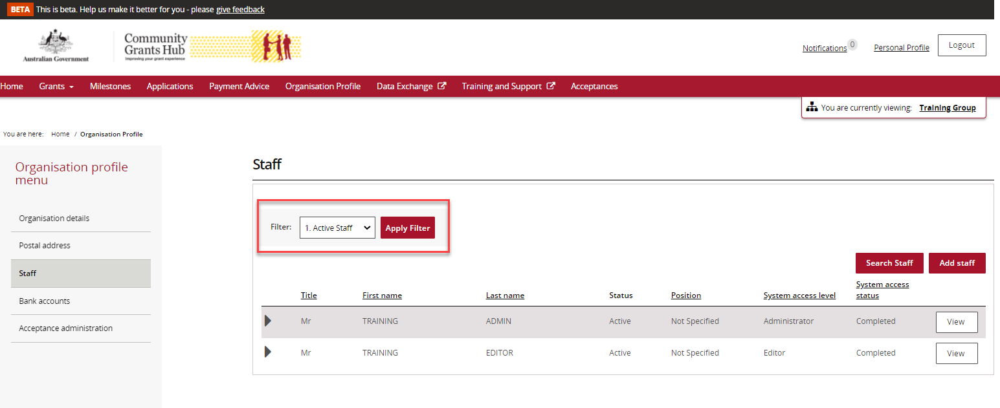 BETA This is beta. Help us make it better for you - please give feedback
Australian Government
Community
Grants Hub
Improving your grant experience
Notifications 0
Personal Profile
Logout
Home Grants Milestones Applications Payment Advice Organisation Profile Data Exchange Training and Support Acceptances
You are currently viewing: Training Group
You are here: Home / Organisation Profile
Organisation profile
menu
Organisation details
Postal address
Staff
Bank accounts
Acceptance administration
Staff
Filter: 1. Active Staff Apply Filter
Search Staff Add staff
Title First name Last name Status Position System access level System access
status
Mr TRAINING ADMIN Active Not Specified Administrator Completed View
Mr TRAINING EDITOR Active Not Specified Editor Completed View